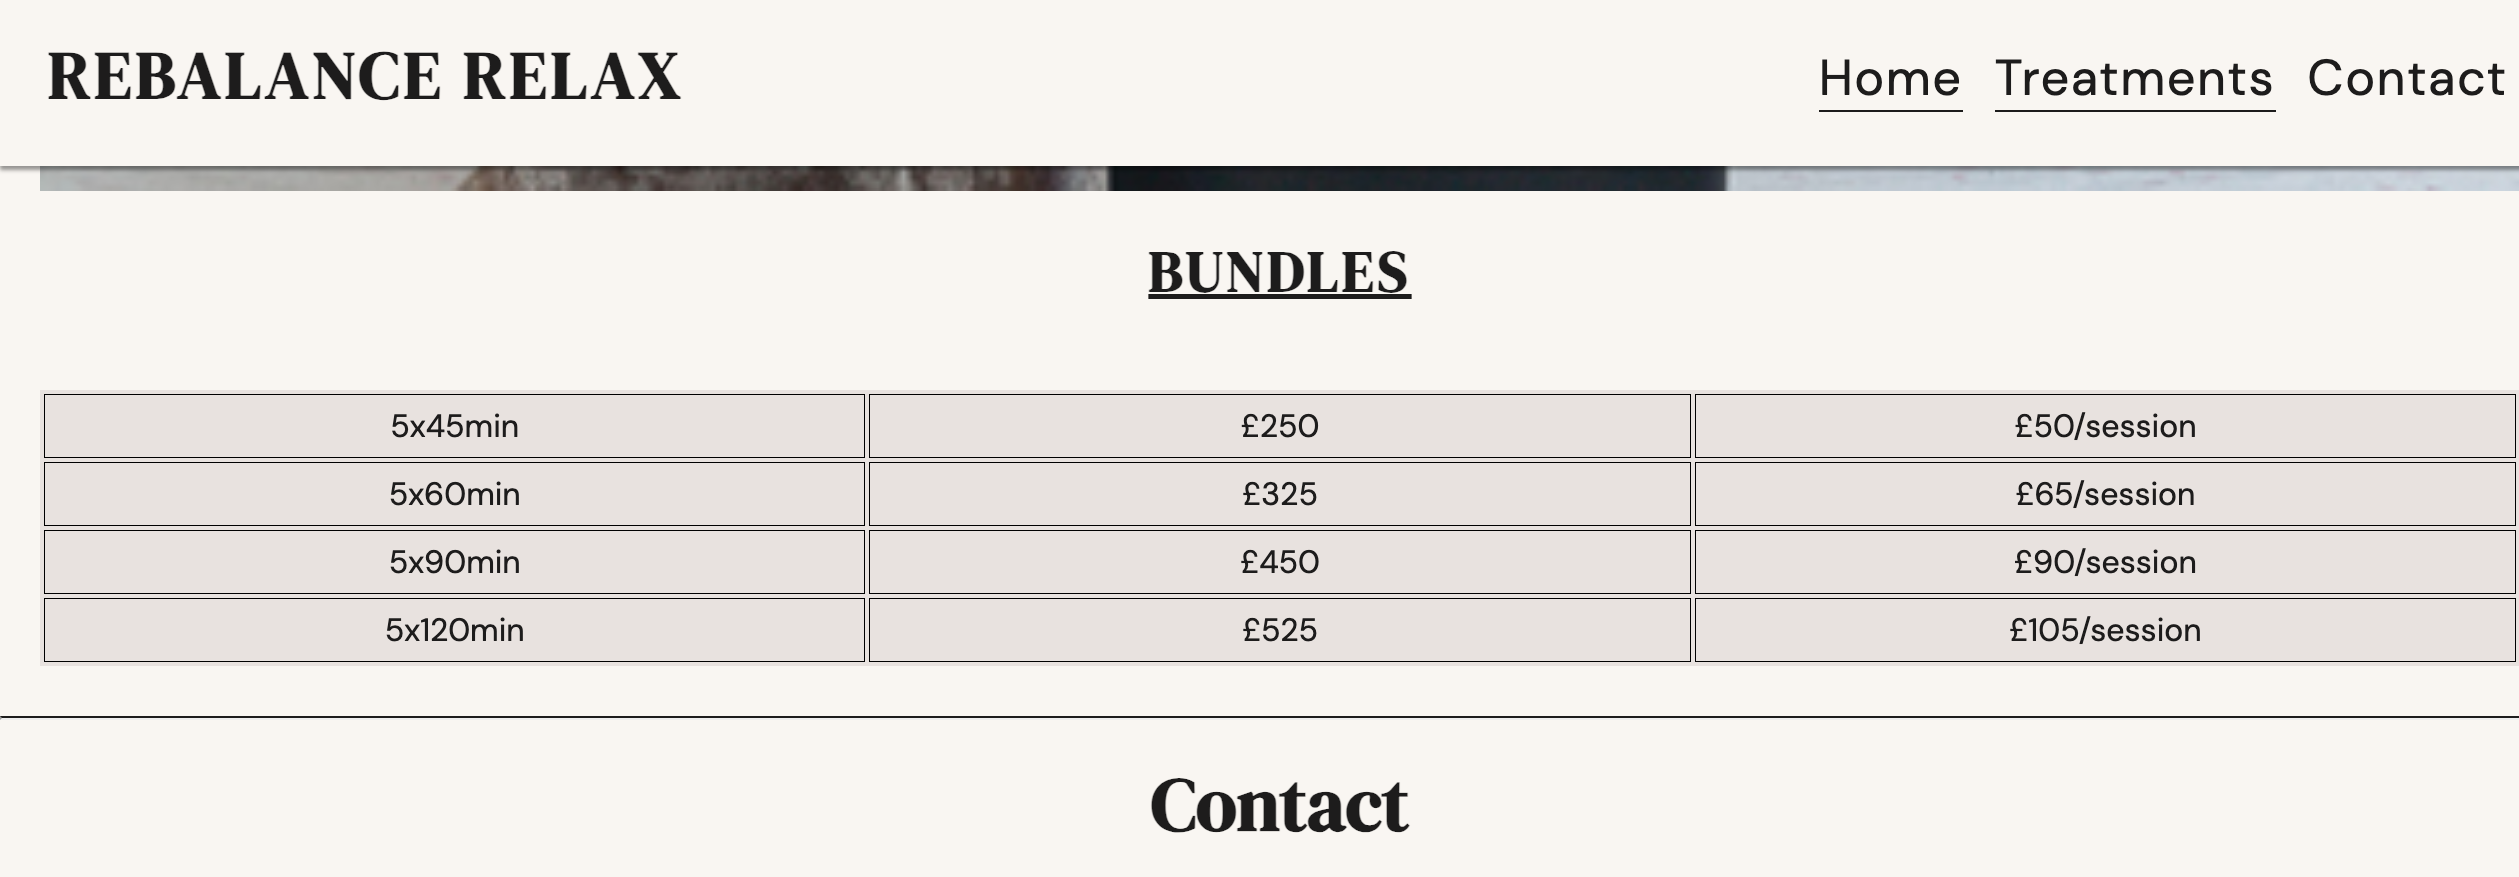 REBALANCE RELAX
Home Treatments Contact
BUNDLES
5x45min £250 £50/session
5x60min £325 £65/session
5x90min £450 £90/session
5x120min £525 £105/session
Contact